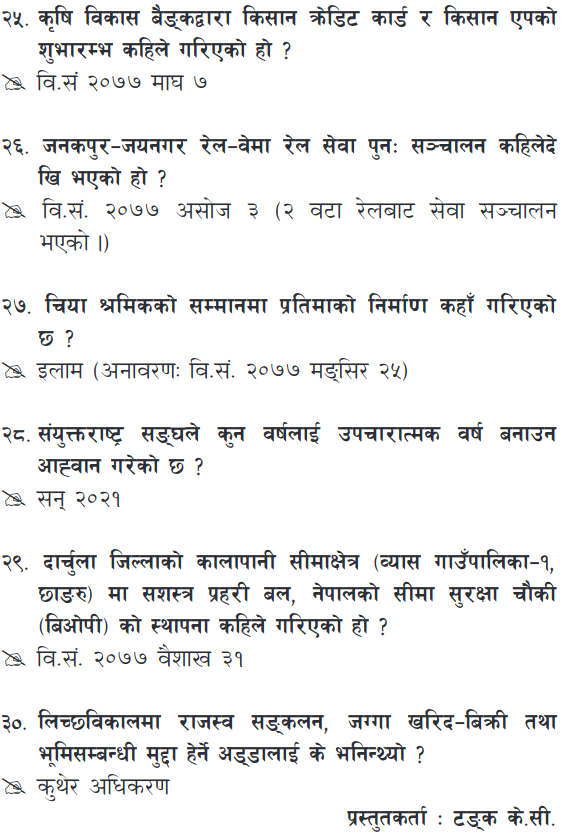 २५. कृषि विकास बैङ्कद्वारा किसान क्रेडिट कार्ड र किसान एपको
शुभारम्भ कहिले गरिएको हो ?
वि.सं २०७७ माघ ७
२६. जनकपुर-जयनगर रेल-वेमा रेल सेवा पुनः सञ्चालन कहिलेदे
खि भएको हो ?
वि.सं. २०७७ असोज ३ (२ वटा रेलबाट सेवा सञ्चालन
भएको ।)
२७. चिया श्रमिकको सम्मानमा प्रतिमाको निर्माण कहाँ गरिएको
छ ?
इलाम (अनावरणः वि.सं. २०७७ मङ्सिर २५)
२८. संयुक्तराष्ट्र सङ्घले कुन वर्षलाई उपचारात्मक वर्ष बनाउन
आह्वान गरेको छ ?
सन् २०२१
२९. दार्चुला जिल्लाको कालापानी सीमाक्षेत्र (व्यास गाउँपालिका-१,
छाङरु) मा सशस्त्र प्रहरी बल, नेपालको सीमा सुरक्षा चौकी
(बिओपी) को स्थापना कहिले गरिएको हो ?
वि.सं. २०७७ वैशाख ३१
३०. लिच्छविकालमा राजस्व सङ्कलन, जग्गा खरिद-बिक्री तथा
भूमिसम्बन्धी मुद्दा हेर्ने अड्डालाई के भनिन्थ्यो ?
कुथेर अधिकरण
प्रस्तुतकर्ता : टङ्क के.सी.